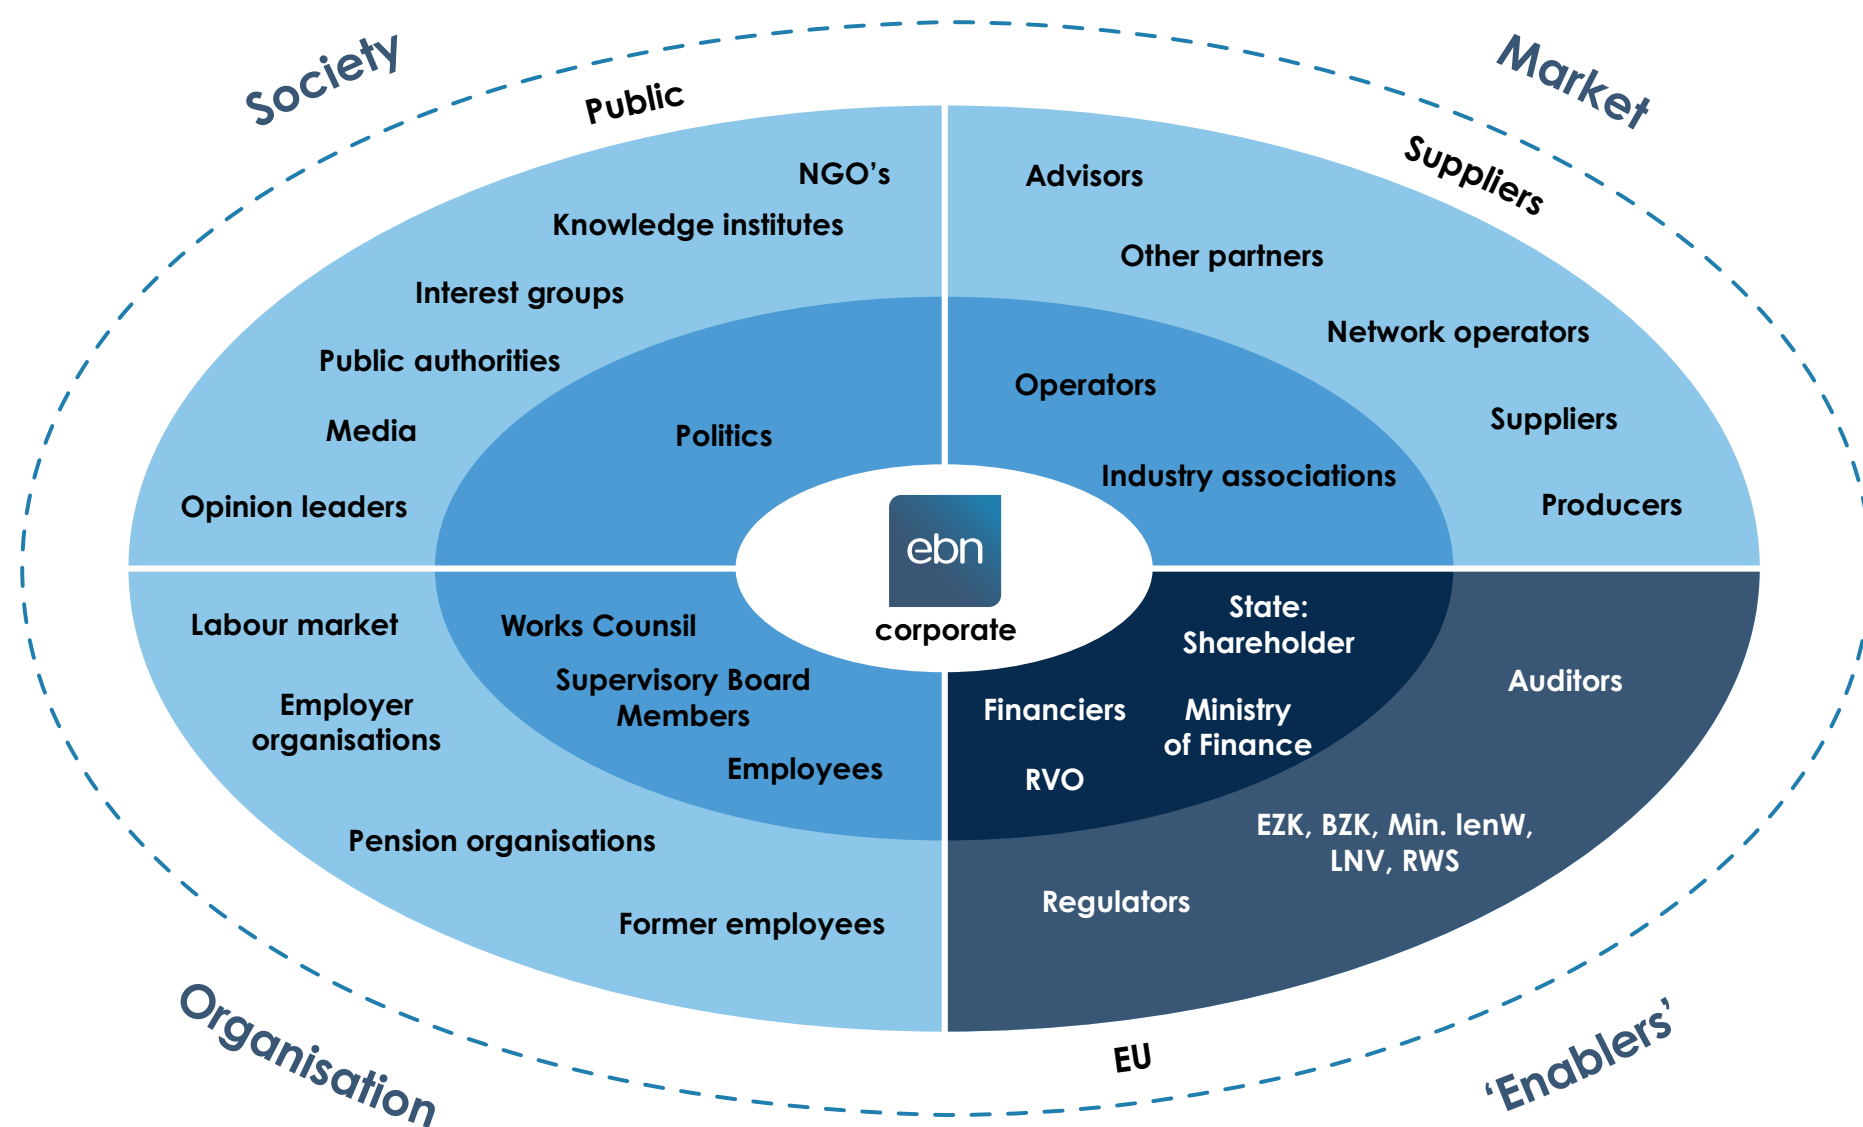 Society
Market
Public
Suppliers
NGO’s
Knowledge institutes
Interest groups
Public authorities
Media
Opinion leaders
Politics
Advisors
Other partners
Network operators
Suppliers
Producers
Operators
Industry associations
ebn
corporate
Labour market
Employer
organisations
Pension organisations
Former employees
Works Counsil
Supervisory Board
Members
Employees
State:
Shareholder
Financiers
Ministry
of Finance
RVO
Auditors
EZK, BZK, Min. lenW,
LNV, RWS
Regulators
EU
Organisation
‘Enablers’